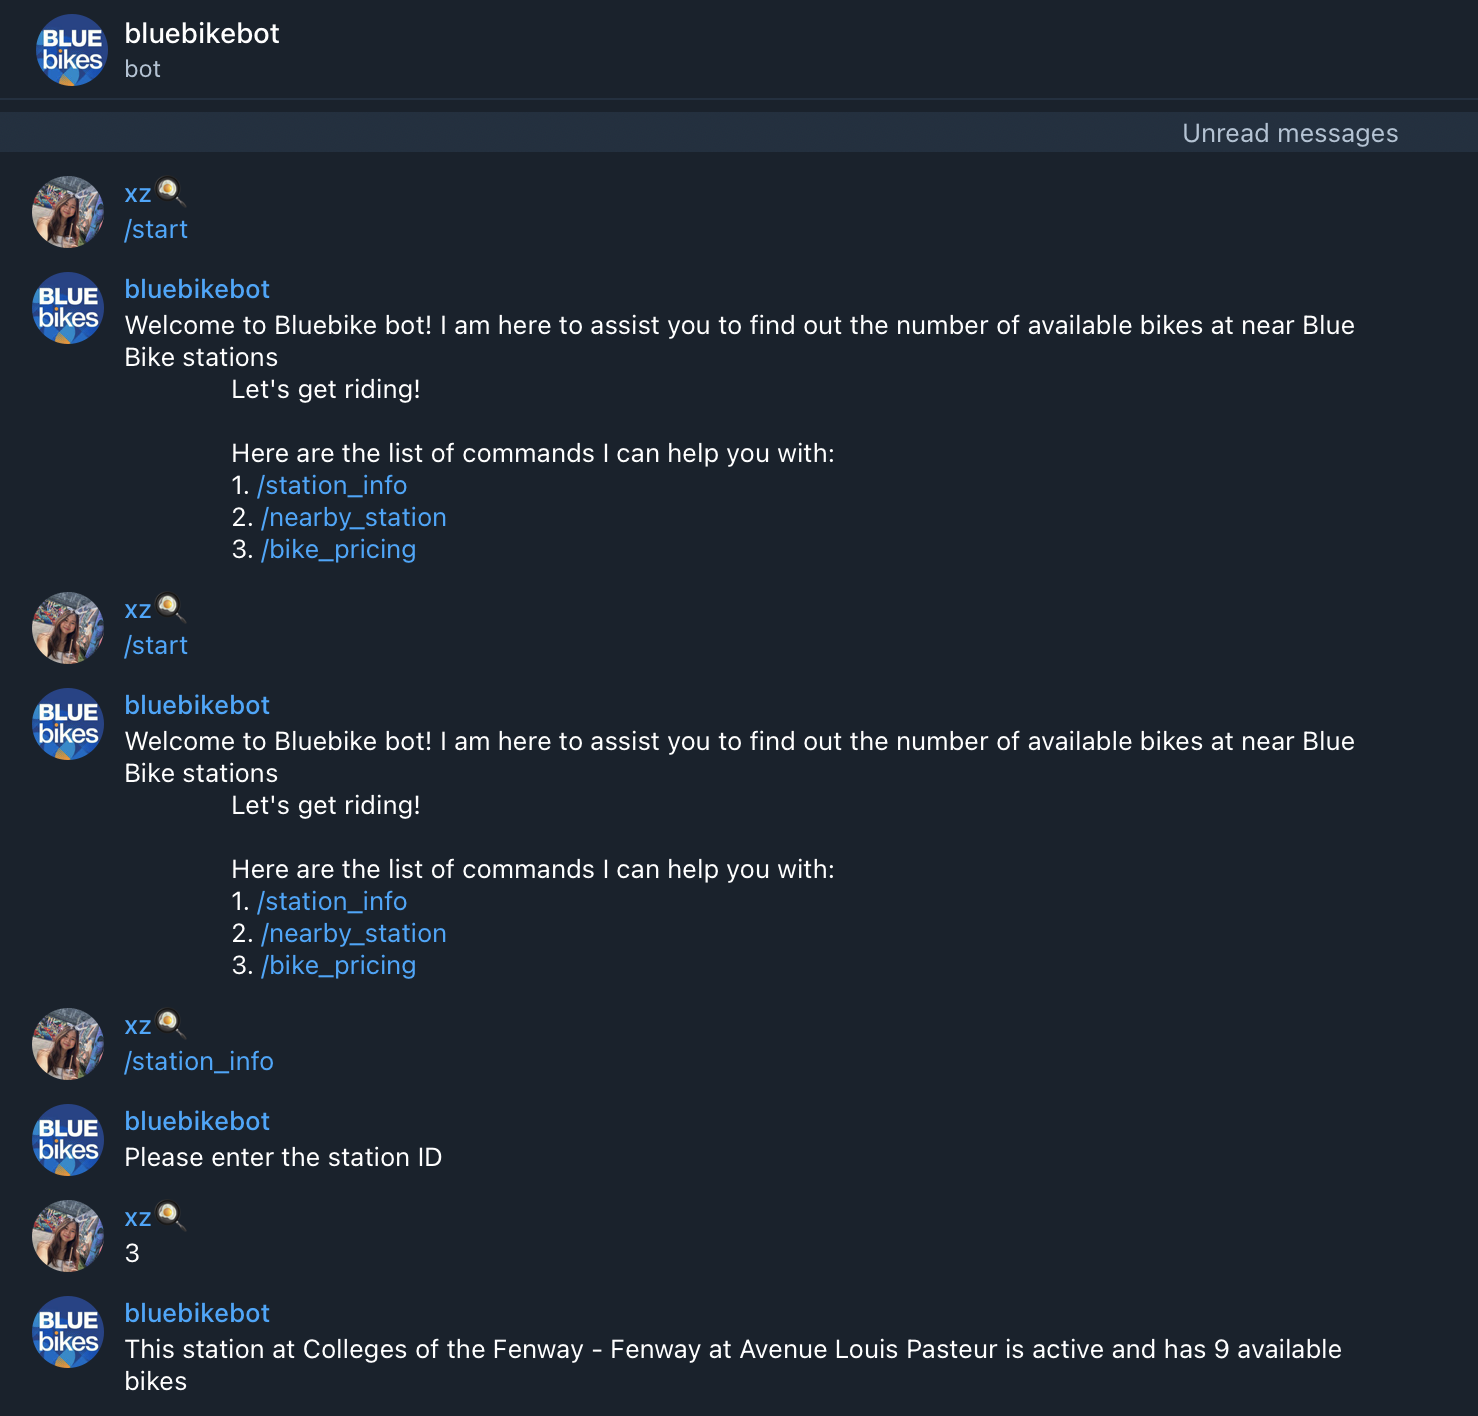 BLUE
bikes
bluebikebot
bot
Unread messages
xz🍳
/start
BLUE
bikes
bluebikebot
Welcome to Bluebike bot! I am here to assist you to find out the number of available bikes at near Blue
Bike stations
Let's get riding!
Here are the list of commands I can help you with:
1. /station_info
2. /nearby_station
3. /bike_pricing
xz🍳
/start
BLUE
bikes
bluebikebot
Welcome to Bluebike bot! I am here to assist you to find out the number of available bikes at near Blue
Bike stations
Let's get riding!
Here are the list of commands I can help you with:
1. /station_info
2. /nearby_station
3. /bike_pricing
xz🍳
/station_info
BLUE
bikes
bluebikebot
Please enter the station ID
xz🍳
3
BLUE
bikes
bluebikebot
This station at Colleges of the Fenway - Fenway at Avenue Louis Pasteur is active and has 9 available
bikes